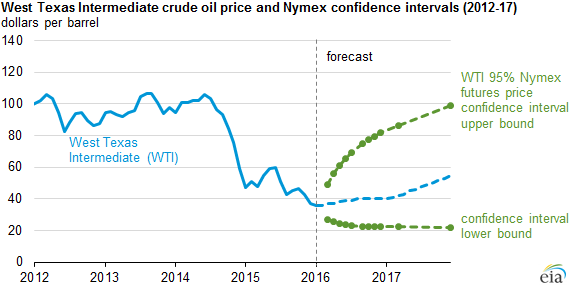 West Texas Intermediate crude oil price and Nymex confidence intervals (2012-17)
dollars per barrel
140
120
100
80
60
40
20
0
2012
2013
2014
2015
2016
2017
forecast
West Texas
Intermediate (WTI)
WTI 95% Nymex
futures price
confidence interval
upper bound
confidence interval
lower bound
eia